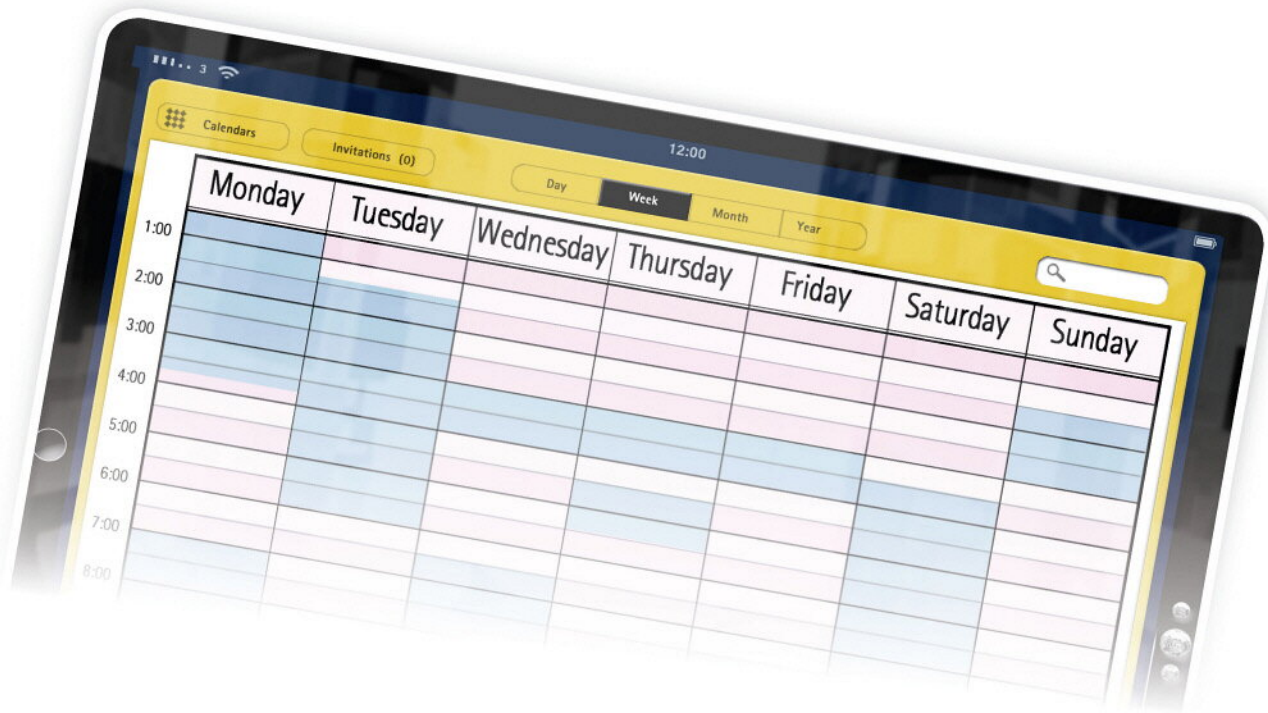 3
12:00
Calendars
Invitations (0)
Day
Week
Month
Year
Monday
Tuesday
Wednesday
Thursday
Friday
Saturday
Sunday
1:00
2:00
3:00
4:00
5:00
6:00
7:00
8:00